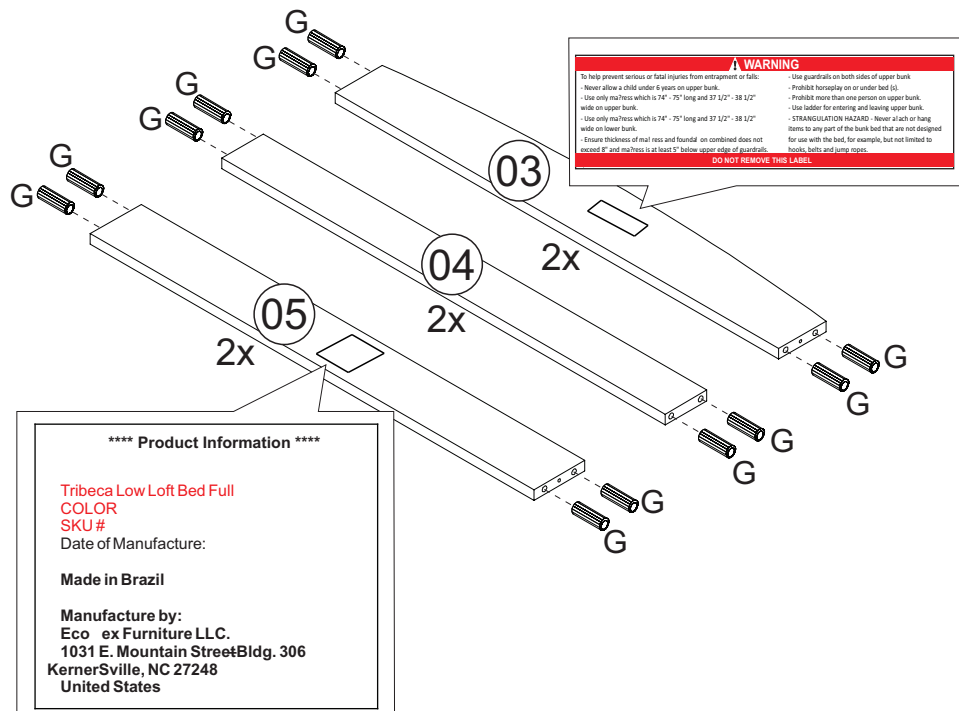 G
G
G
G
G
G
03
2x
04
2x
05
2x
G
G
G
G
G
G
WARNING
To help prevent serious or fatal injuries from entrapment or falls:
- Never allow a child under 6 years on upper bunk.
- Use only ma?ress which is 74" - 75" long and 37 1/2" - 38 1/2"
wide on upper bunk.
- Use only ma?ress which is 74" - 75" long and 37 1/2" - 38 1/2"
wide on lower bunk.
- Ensure thickness of ma! ress and founda! on combined does not
exceed 8" and ma?ress is at least 5" below upper edge of guardrails.
- Use guardrails on both sides of upper bunk
- Prohibit horseplay on or under bed (s).
- Prohibit more than one person on upper bunk.
- Use ladder for entering and leaving upper bunk.
- STRANGULATION HAZARD - Never a! ach or hang
items to any part of the bunk bed that are not designed
for use with the bed, for example, but not limited to
hooks, belts and jump ropes.
DO NOT REMOVE THIS LABEL
**** Product Information ****
Tribeca Low Loft Bed Full
COLOR
SKU #
Date of Manufacture:
Made in Brazil
Manufacture by:
Eco ex Furniture LLC.
1031 E. Mountain Street Bldg. 306
KernerSville, NC 27248
United States